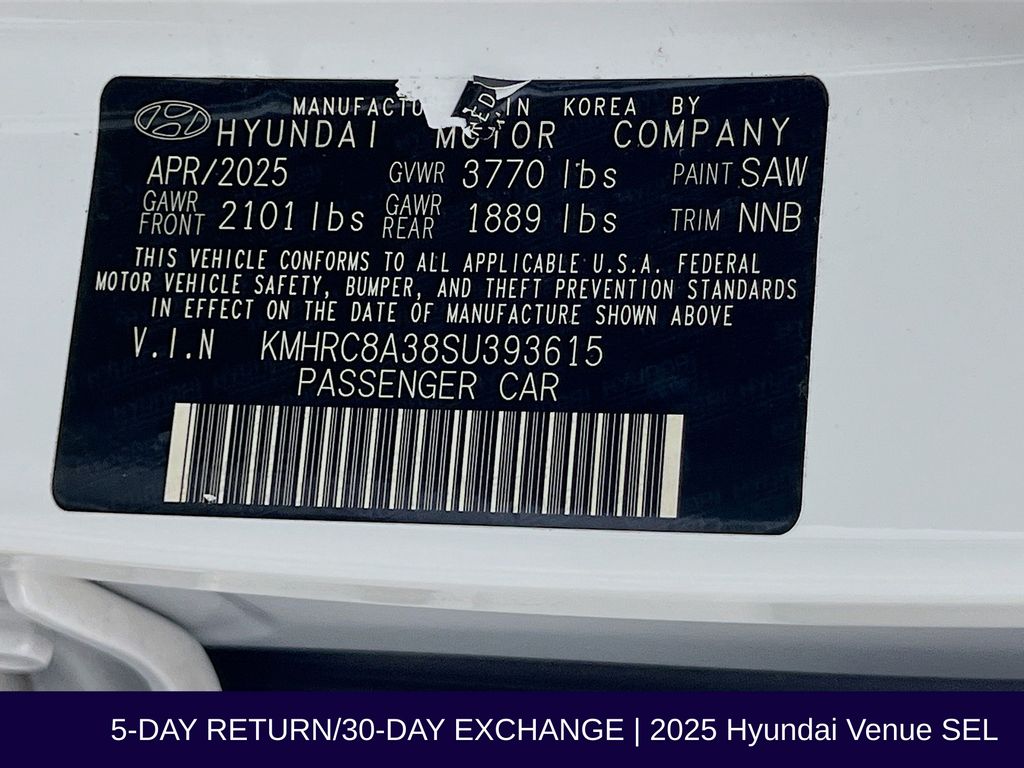 MANUFACTU IN KOREA BY
HYUNDAI MOTOR COMPANY
APR/2025 GVWR 3770 lbs PAINT SAW
GAWR FRONT 2101 lbs GAWR REAR 1889 lbs TRIM NNB
THIS VEHICLE CONFORMS TO ALL APPLICABLE U.S.A. FEDERAL
MOTOR VEHICLE SAFETY, BUMPER, AND THEFT PREVENTION STANDARDS
IN EFFECT ON THE DATE OF MANUFACTURE SHOWN ABOVE
V.I.N KMHRC8A38SU393615
PASSENGER CAR
5-DAY RETURN/30-DAY EXCHANGE | 2025 Hyundai Venue SEL